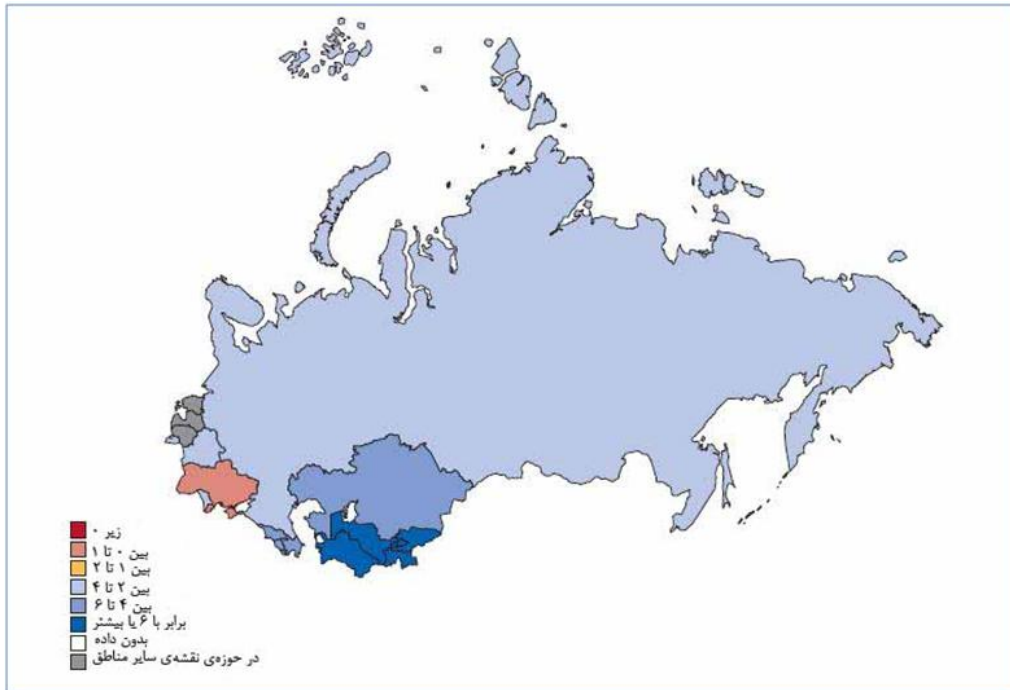 زیر ۰
بین ۰ تا ۱
بین ۱ تا ۲
بین ۲ تا ۴
بین ۴ تا ۶
برابر با ۶ یا بیشتر
بدون داده
در حوزه‌ی نقشه‌ی سایر مناطق